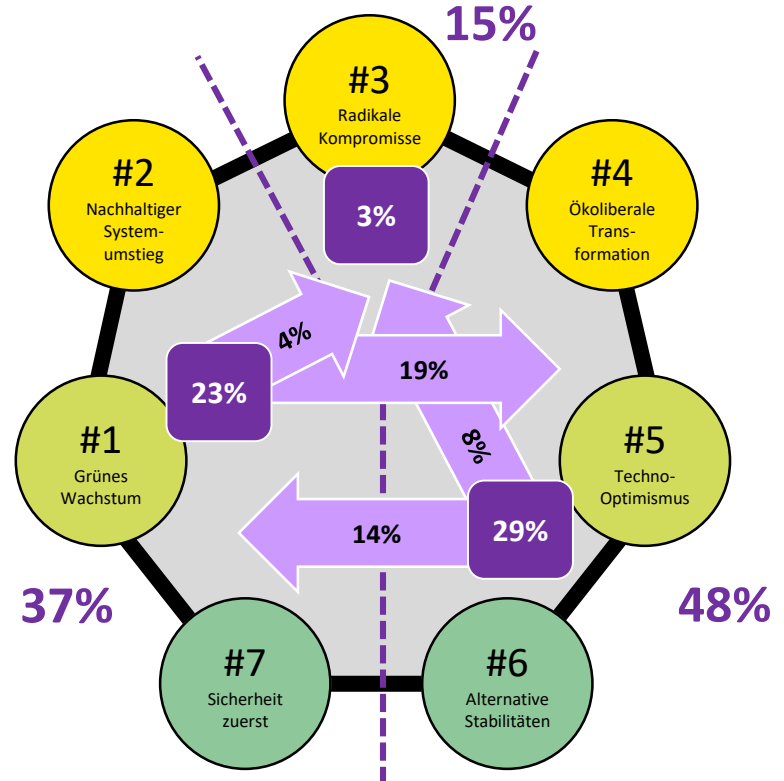 15%
#3
Radikale
Kompromisse
3%
#2
Nachhaltiger
System-
umstieg
#4
Ökoliberale
Trans-
formation
4%
23%
19%
8%
#1
Grünes
Wachstum
#5
Techno-
Optimismus
14%
29%
37%
48%
#7
Sicherheit
zuerst
#6
Alternative
Stabilitäten